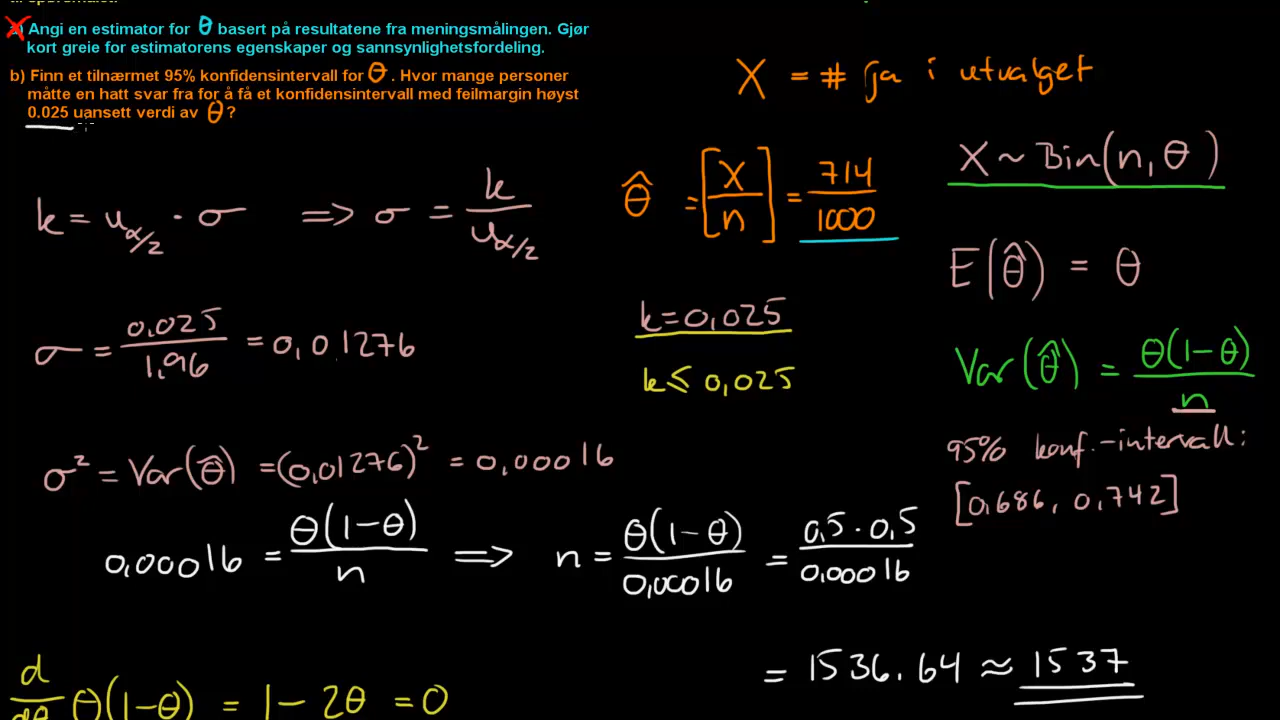 a) Angi en estimator for θ basert på resultatene fra meningsmålingen. Gjør
kort greie for estimatorens egenskaper og sannsynlighetsfordeling.
b) Finn et tilnærmet 95% konfidensintervall for θ. Hvor mange personer
måtte en hatt svar fra for å få et konfidensintervall med feilmargin høyst
0.025 uansett verdi av θ?
X = # ja i utvalget
X ~ Bin(n, θ)
k = u_{α/2} · σ ⟹ σ = k / u_{α/2}
θ̂ = [X/n] = 714/1000
E(θ̂) = θ
σ = 0,025/1,96 = 0,01276
k = 0,025
k ≤ 0,025
Var(θ̂) = θ(1-θ)/n
95% konf.-intervall:
[0,686, 0,742]
σ² = Var(θ̂) = (0,01276)² = 0,00016
0,00016 = θ(1-θ)/n ⟹ n = θ(1-θ)/0,00016 = 0,5 · 0,5/0,00016
= 1536.64 ≈ 1537
d/dθ θ(1-θ) = 1 - 2θ = 0